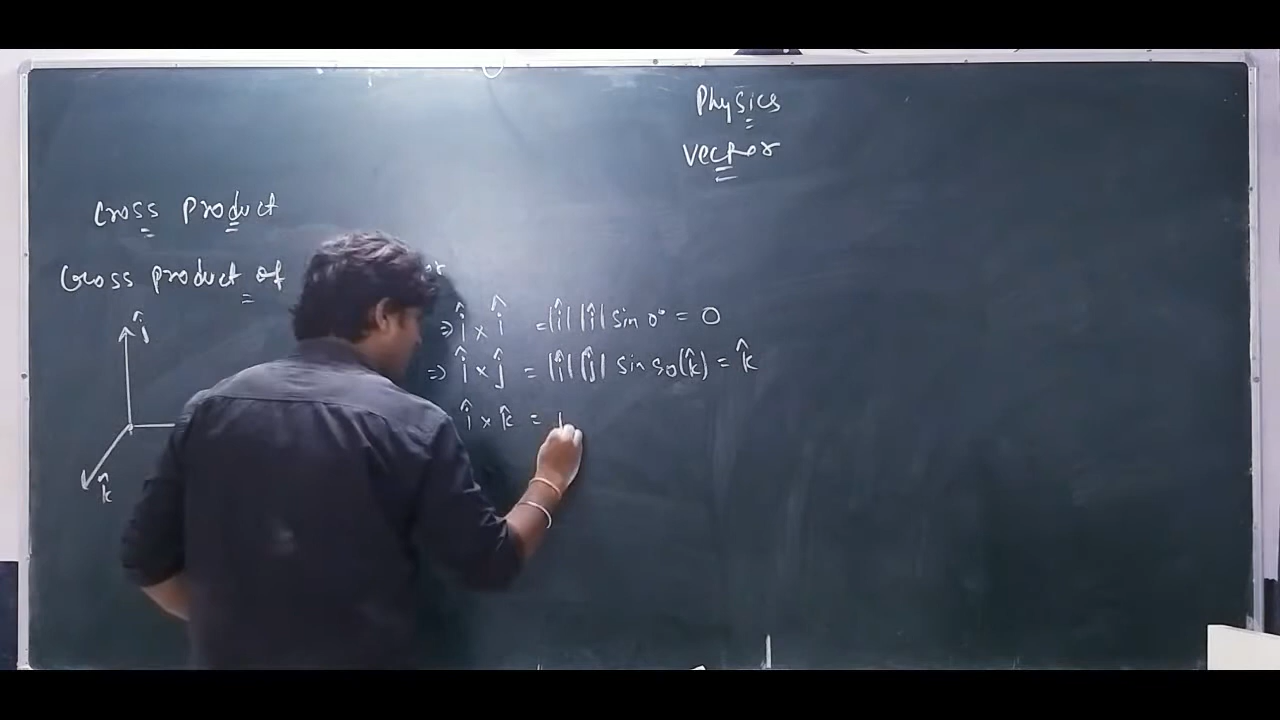 Physics
Vector
Cross Product
Cross product of
ĵ
k̂
⇒ î × î = |î| |î| sin 0° = 0
⇒ î × ĵ = |î| |ĵ| sin 90 (k̂) = k̂
î × k̂ = |